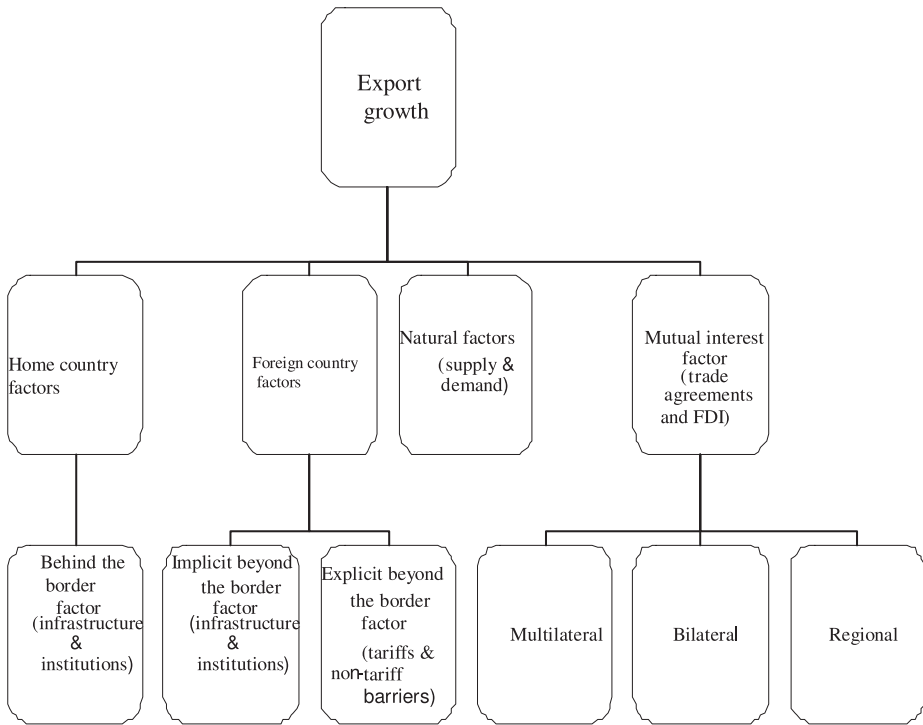 Export
growth
Home country
factors
Foreign country
factors
Natural factors
(supply &
demand)
Mutual interest
factor
(trade
agreements
and FDI)
Behind the
border
factor
(infrastructure
&
institutions)
Implicit beyond
the border
factor
(infrastructure
&
institutions)
Explicit beyond
the border
factor
(tariffs &
non-tariff
barriers)
Multilateral
Bilateral
Regional